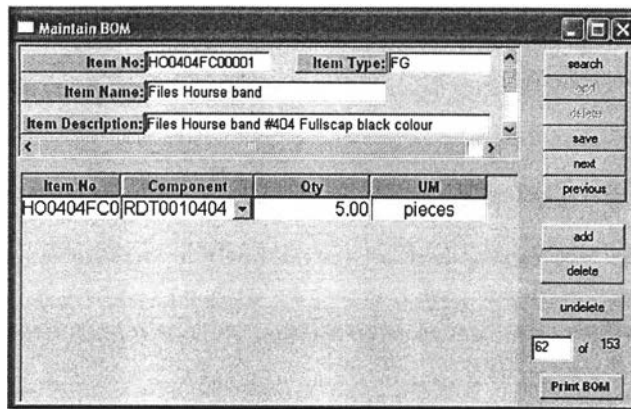 Maintain BOM
Item No: HO0404FC00001 Item Type: FG
Item Name: Files Hourse band
Item Description: Files Hourse band #404 Fullscap black colour
search
add
delete
save
next
previous
Item No Component Qty UM
HO0404FC0 RDT0010404 5.00 pieces
add
delete
undelete
62 of 153
Print BOM